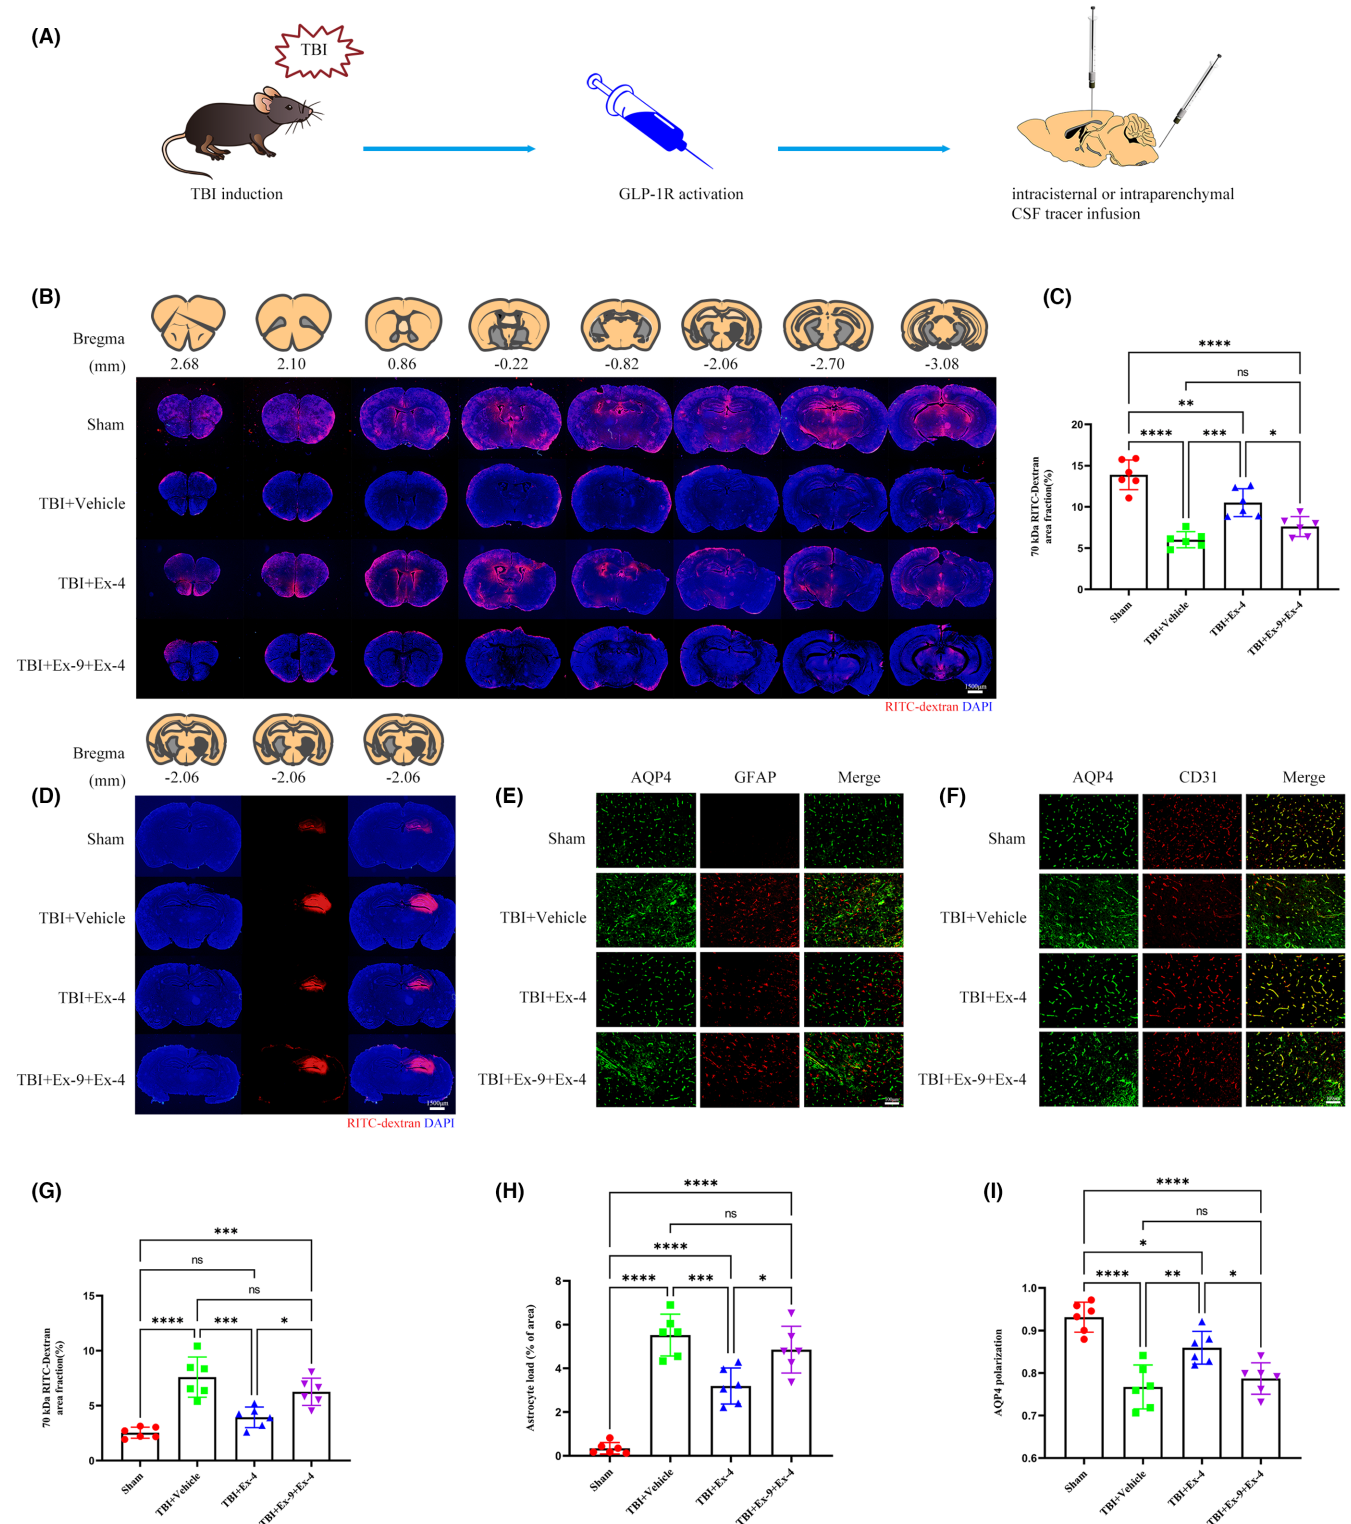 (A)
TBI
TBI induction
GLP-1R activation
intracisternal or intraparenchymal
CSF tracer infusion
(B)
Bregma
(mm)
2.68 2.10 0.86 -0.22 -0.82 -2.06 -2.70 -3.08
Sham
TBI+Vehicle
TBI+Ex-4
TBI+Ex-9+Ex-4
1500μm
RITC-dextran DAPI
(C)
70 kDa RITC-Dextran
area fraction(%)
****
ns
**
**** *** *
20
15
10
5
0
Sham
TBI+Vehicle
TBI+Ex-4
TBI+Ex-9+Ex-4
Bregma
(mm)
-2.06 -2.06 -2.06
(D)
Sham
TBI+Vehicle
TBI+Ex-4
TBI+Ex-9+Ex-4
1500μm
RITC-dextran DAPI
(E)
AQP4 GFAP Merge
Sham
TBI+Vehicle
TBI+Ex-4
TBI+Ex-9+Ex-4
(F)
AQP4 CD31 Merge
Sham
TBI+Vehicle
TBI+Ex-4
TBI+Ex-9+Ex-4
(G)
70 kDa RITC-Dextran
area fraction(%)
***
ns
ns
**** *** *
15
10
5
0
Sham
TBI+Vehicle
TBI+Ex-4
TBI+Ex-9+Ex-4
(H)
Astrocyte load (% of area)
****
ns
****
**** *** *
8
6
4
2
0
Sham
TBI+Vehicle
TBI+Ex-4
TBI+Ex-9+Ex-4
(I)
AQP4 polarization
****
ns
*
**** ** *
1.0
0.9
0.8
0.7
0.6
Sham
TBI+Vehicle
TBI+Ex-4
TBI+Ex-9+Ex-4